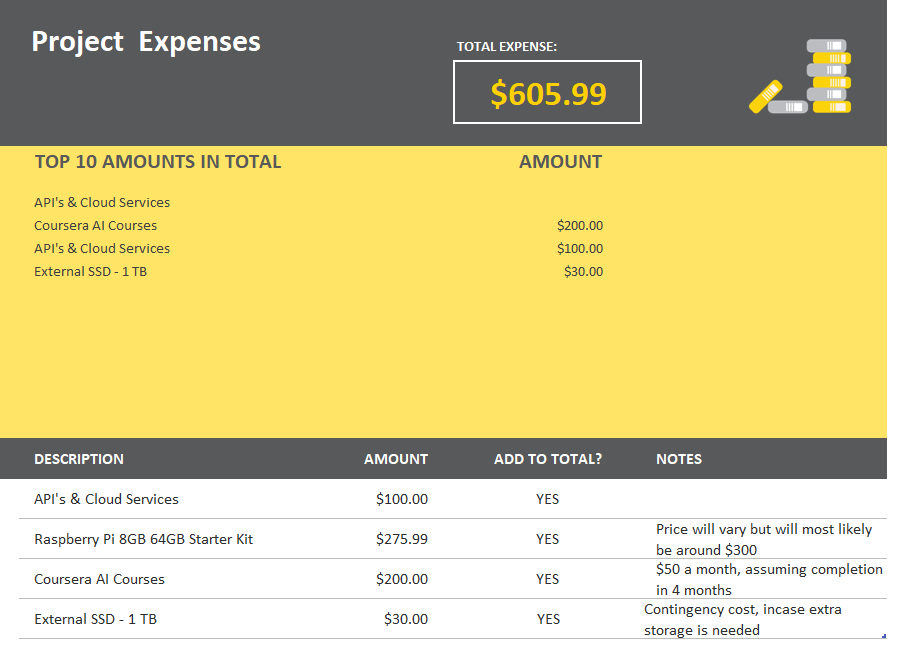 Project Expenses
TOTAL EXPENSE:
$605.99
TOP 10 AMOUNTS IN TOTAL AMOUNT
API's & Cloud Services
Coursera AI Courses $200.00
API's & Cloud Services $100.00
External SSD - 1 TB $30.00
DESCRIPTION AMOUNT ADD TO TOTAL? NOTES
API's & Cloud Services $100.00 YES
Raspberry Pi 8GB 64GB Starter Kit $275.99 YES Price will vary but will most likely
be around $300
Coursera AI Courses $200.00 YES $50 a month, assuming completion
in 4 months
External SSD - 1 TB $30.00 YES Contingency cost, incase extra
storage is needed